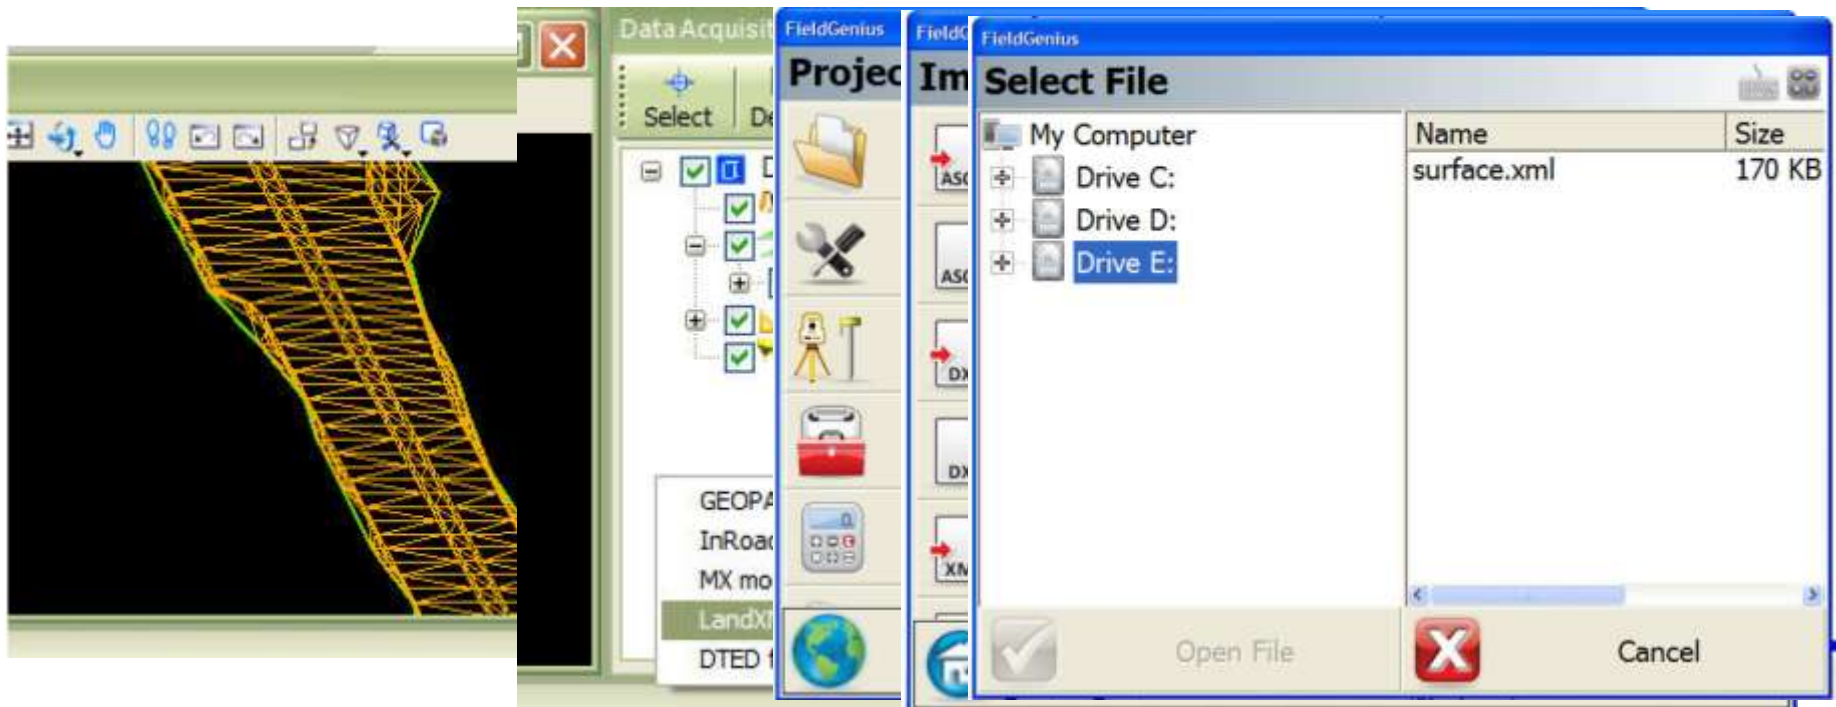 Data Acquisit
Select
GEOPA
InRoad
MX mo
LandXM
DTED f
FieldGenius
Projec
FieldG
Im
ASC
ASC
DX
DX
XM
FieldGenius
Select File
My Computer
Drive C:
Drive D:
Drive E:
Name Size
surface.xml 170 KB
Open File
Cancel